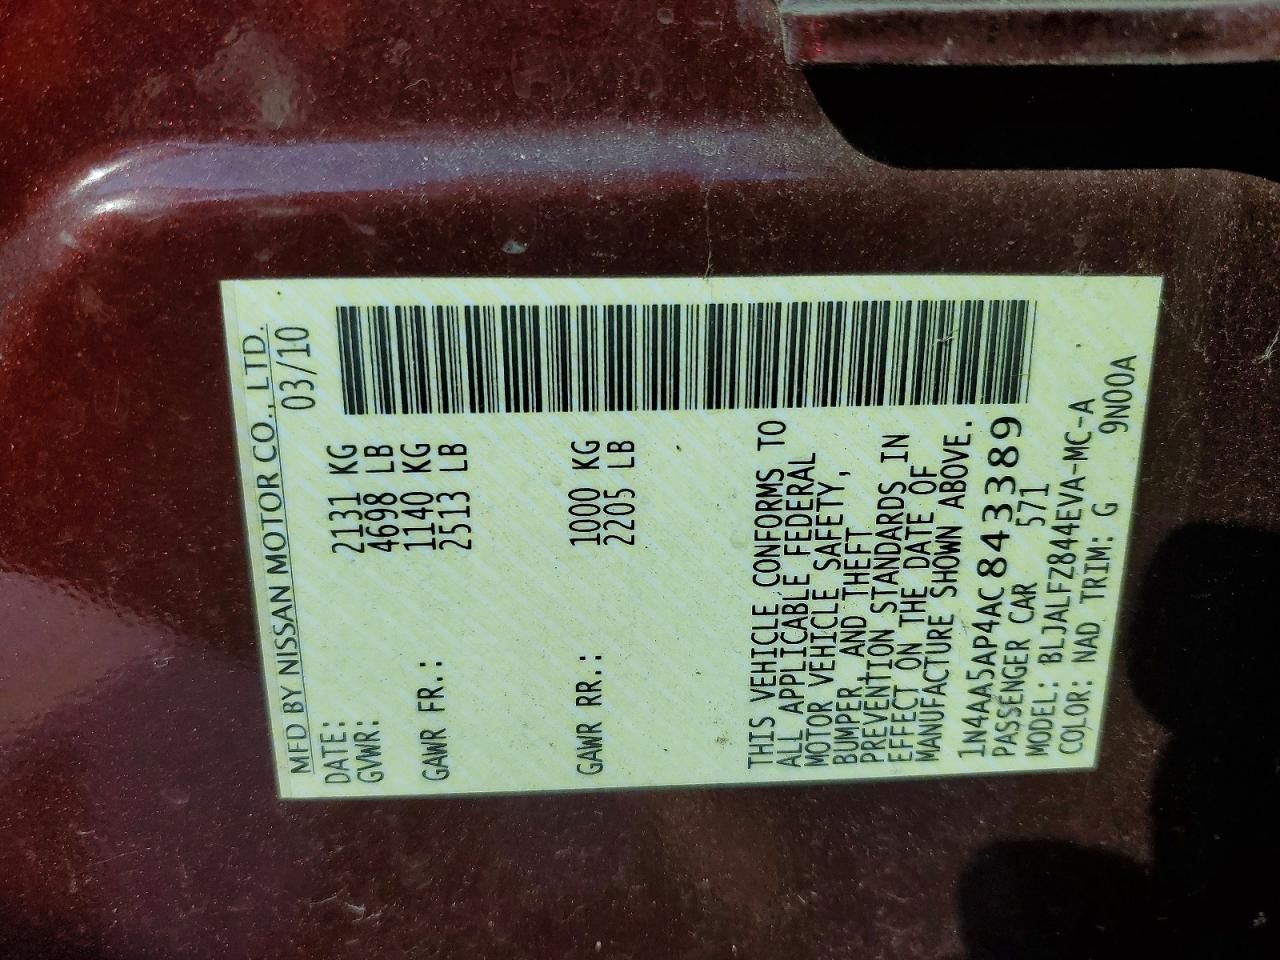 MFD BY NISSAN MOTOR CO., LTD.
DATE: 03/10
GVWR: 2131 KG
4698 LB
GAWR FR.: 1140 KG
2513 LB
GAWR RR.: 1000 KG
2205 LB
THIS VEHICLE CONFORMS TO
ALL APPLICABLE FEDERAL
MOTOR VEHICLE SAFETY,
BUMPER, AND THEFT
PREVENTION STANDARDS IN
EFFECT ON THE DATE OF
MANUFACTURE SHOWN ABOVE.
1N4AA5AP4AC843389
PASSENGER CAR 571
MODEL: BLJALFZ844EVA-MC-A
COLOR: NAD TRIM: G 9N00A